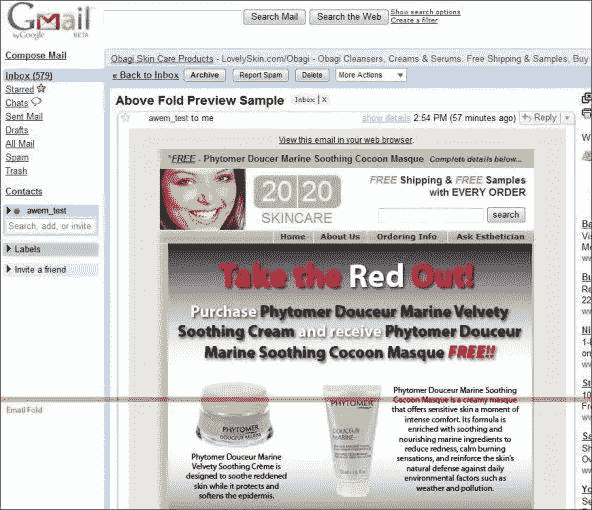 Gmail
by Google BETA
Search Mail Search the Web Show search options
Create a filter
Compose Mail
Inbox (579)
Starred
Chats
Sent Mail
Drafts
All Mail
Spam
Trash
Contacts
awem_test
Search, add, or invite
Labels
Invite a friend
Obagi Skin Care Products - LovelySkin.com/Obagi - Obagi Cleansers, Creams & Serums. Free Shipping & Samples, Buy
« Back to Inbox Archive Report Spam Delete More Actions
Above Fold Preview Sample Inbox | X
awem_test to me show details 2:54 PM (57 minutes ago) Reply
View this email in your web browser.
*FREE - Phytomer Doucer Marine Soothing Cocoon Masque Complete details below...
20 20
SKINCARE
FREE Shipping & FREE Samples
with EVERY ORDER
search
Home About Us Ordering Info Ask Esthetician
Take the Red Out!
Purchase Phytomer Douceur Marine Velvety
Soothing Cream and receive Phytomer Douceur
Marine Soothing Cocoon Masque FREE!!
Email Fold
PHYTOMER
DOUCEUR MARINE
Phytomer Douceur Marine
Velvety Soothing Crème is
designed to soothe reddened
skin while it protects and
softens the epidermis.
PHYTOMER
DOUCEUR
MARINE
Phytomer Douceur Marine Soothing
Cocoon Masque is a creamy masque
that offers sensitive skin a moment of
intense comfort. Its formula is
enriched with soothing and
nourishing marine ingredients to
reduce redness, calm burning
sensations, and reinforce the skin's
natural defense against daily
environmental factors such as
weather and pollution.